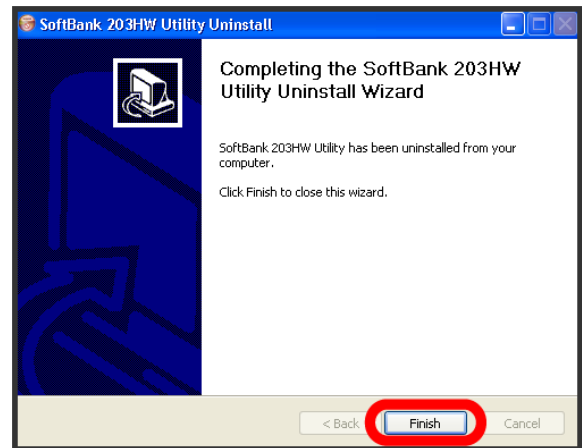 SoftBank 203HW Utility Uninstall
Completing the SoftBank 203HW
Utility Uninstall Wizard
SoftBank 203HW Utility has been uninstalled from your
computer.
Click Finish to close this wizard.
< Back Finish Cancel